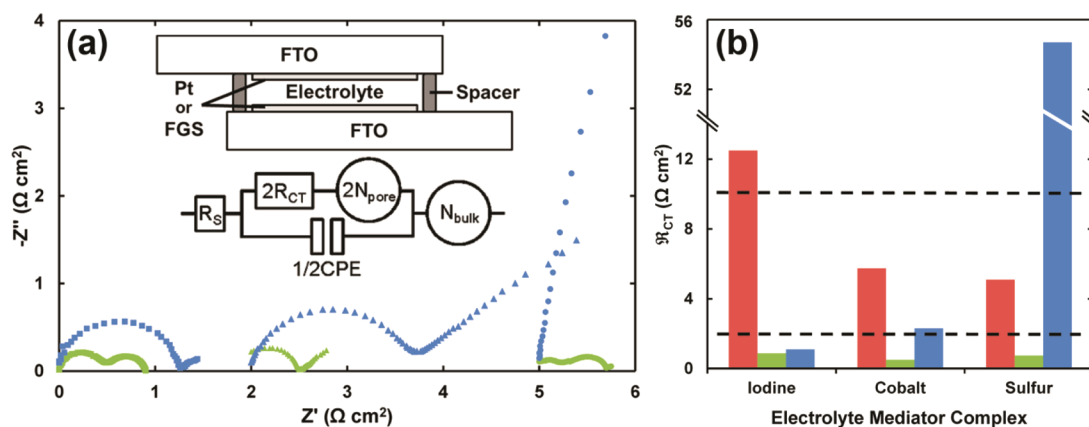 (a)
FTO
Pt
or
FGS
Electrolyte
Spacer
FTO
R_S
2R_CT
2N_pore
N_bulk
1/2CPE
4
3
2
1
0
-Z'' (Ω cm²)
0
1
2
3
4
5
6
Z' (Ω cm²)
(b)
56
52
12
8
4
0
ℜ_CT (Ω cm²)
Iodine
Cobalt
Sulfur
Electrolyte Mediator Complex